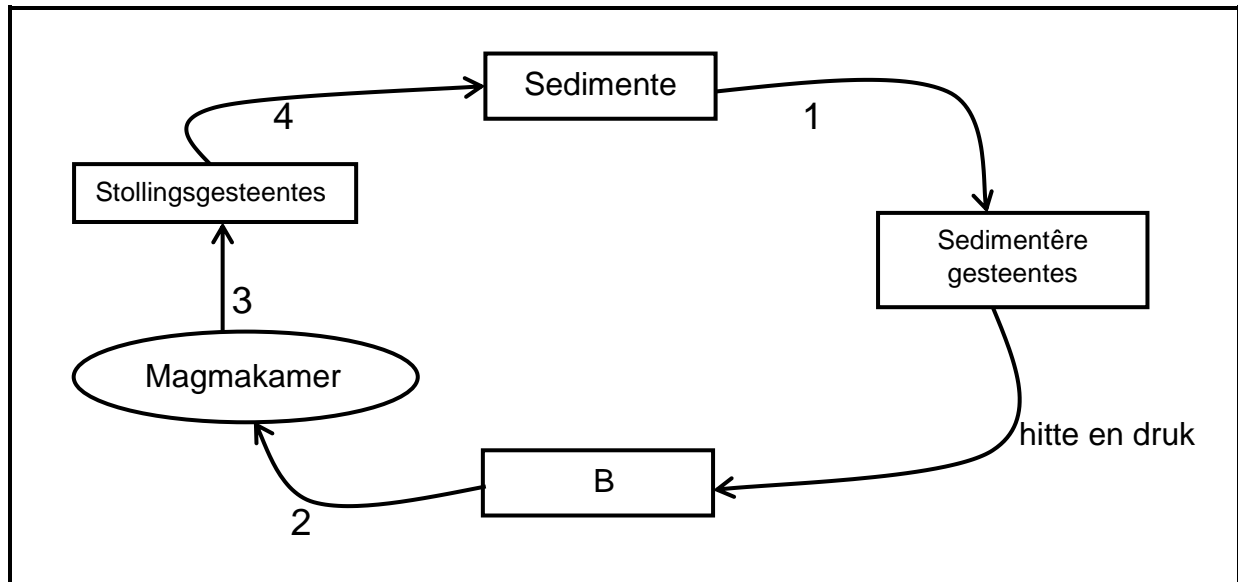 Sedimente
4
1
Stollingsgesteentes
Sedimentêre
gesteentes
3
Magmakamer
hitte en druk
B
2